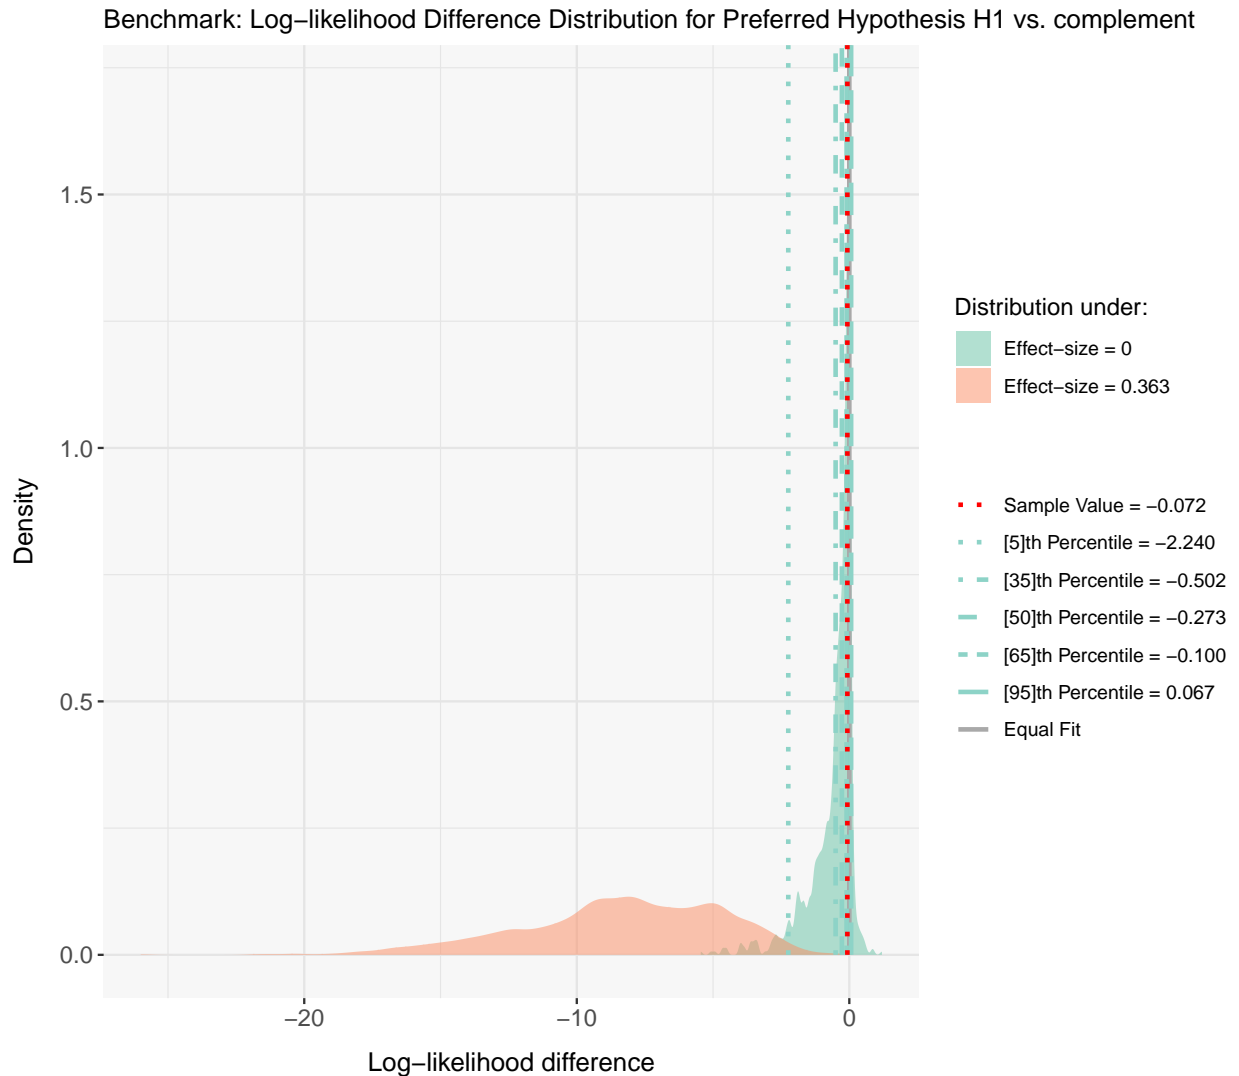 Benchmark: Log−likelihood Difference Distribution for Preferred Hypothesis H1 vs. complement
1.5
1.0
0.5
0.0
Density
−20
−10
0
Log−likelihood difference
Distribution under:
Effect−size = 0
Effect−size = 0.363
Sample Value = −0.072
[5]th Percentile = −2.240
[35]th Percentile = −0.502
[50]th Percentile = −0.273
[65]th Percentile = −0.100
[95]th Percentile = 0.067
Equal Fit